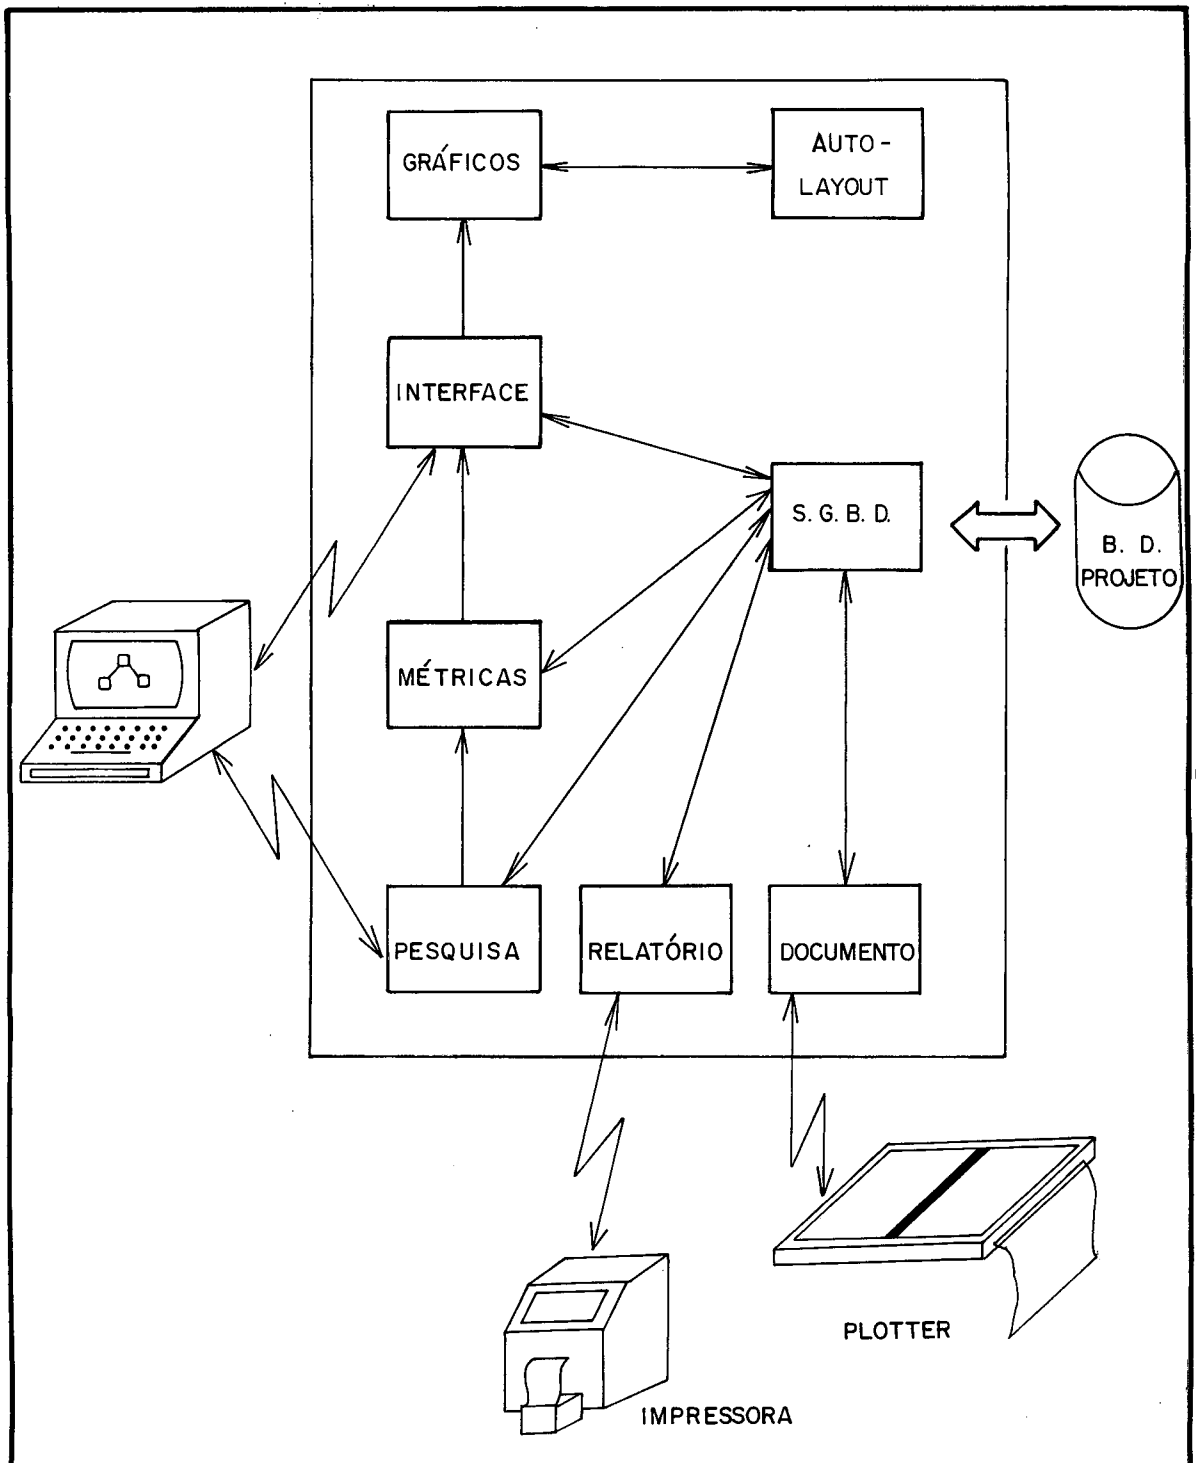 GRÁFICOS
AUTO-
LAYOUT
INTERFACE
S. G. B. D.
B. D.
PROJETO
MÉTRICAS
PESQUISA
RELATÓRIO
DOCUMENTO
PLOTTER
IMPRESSORA